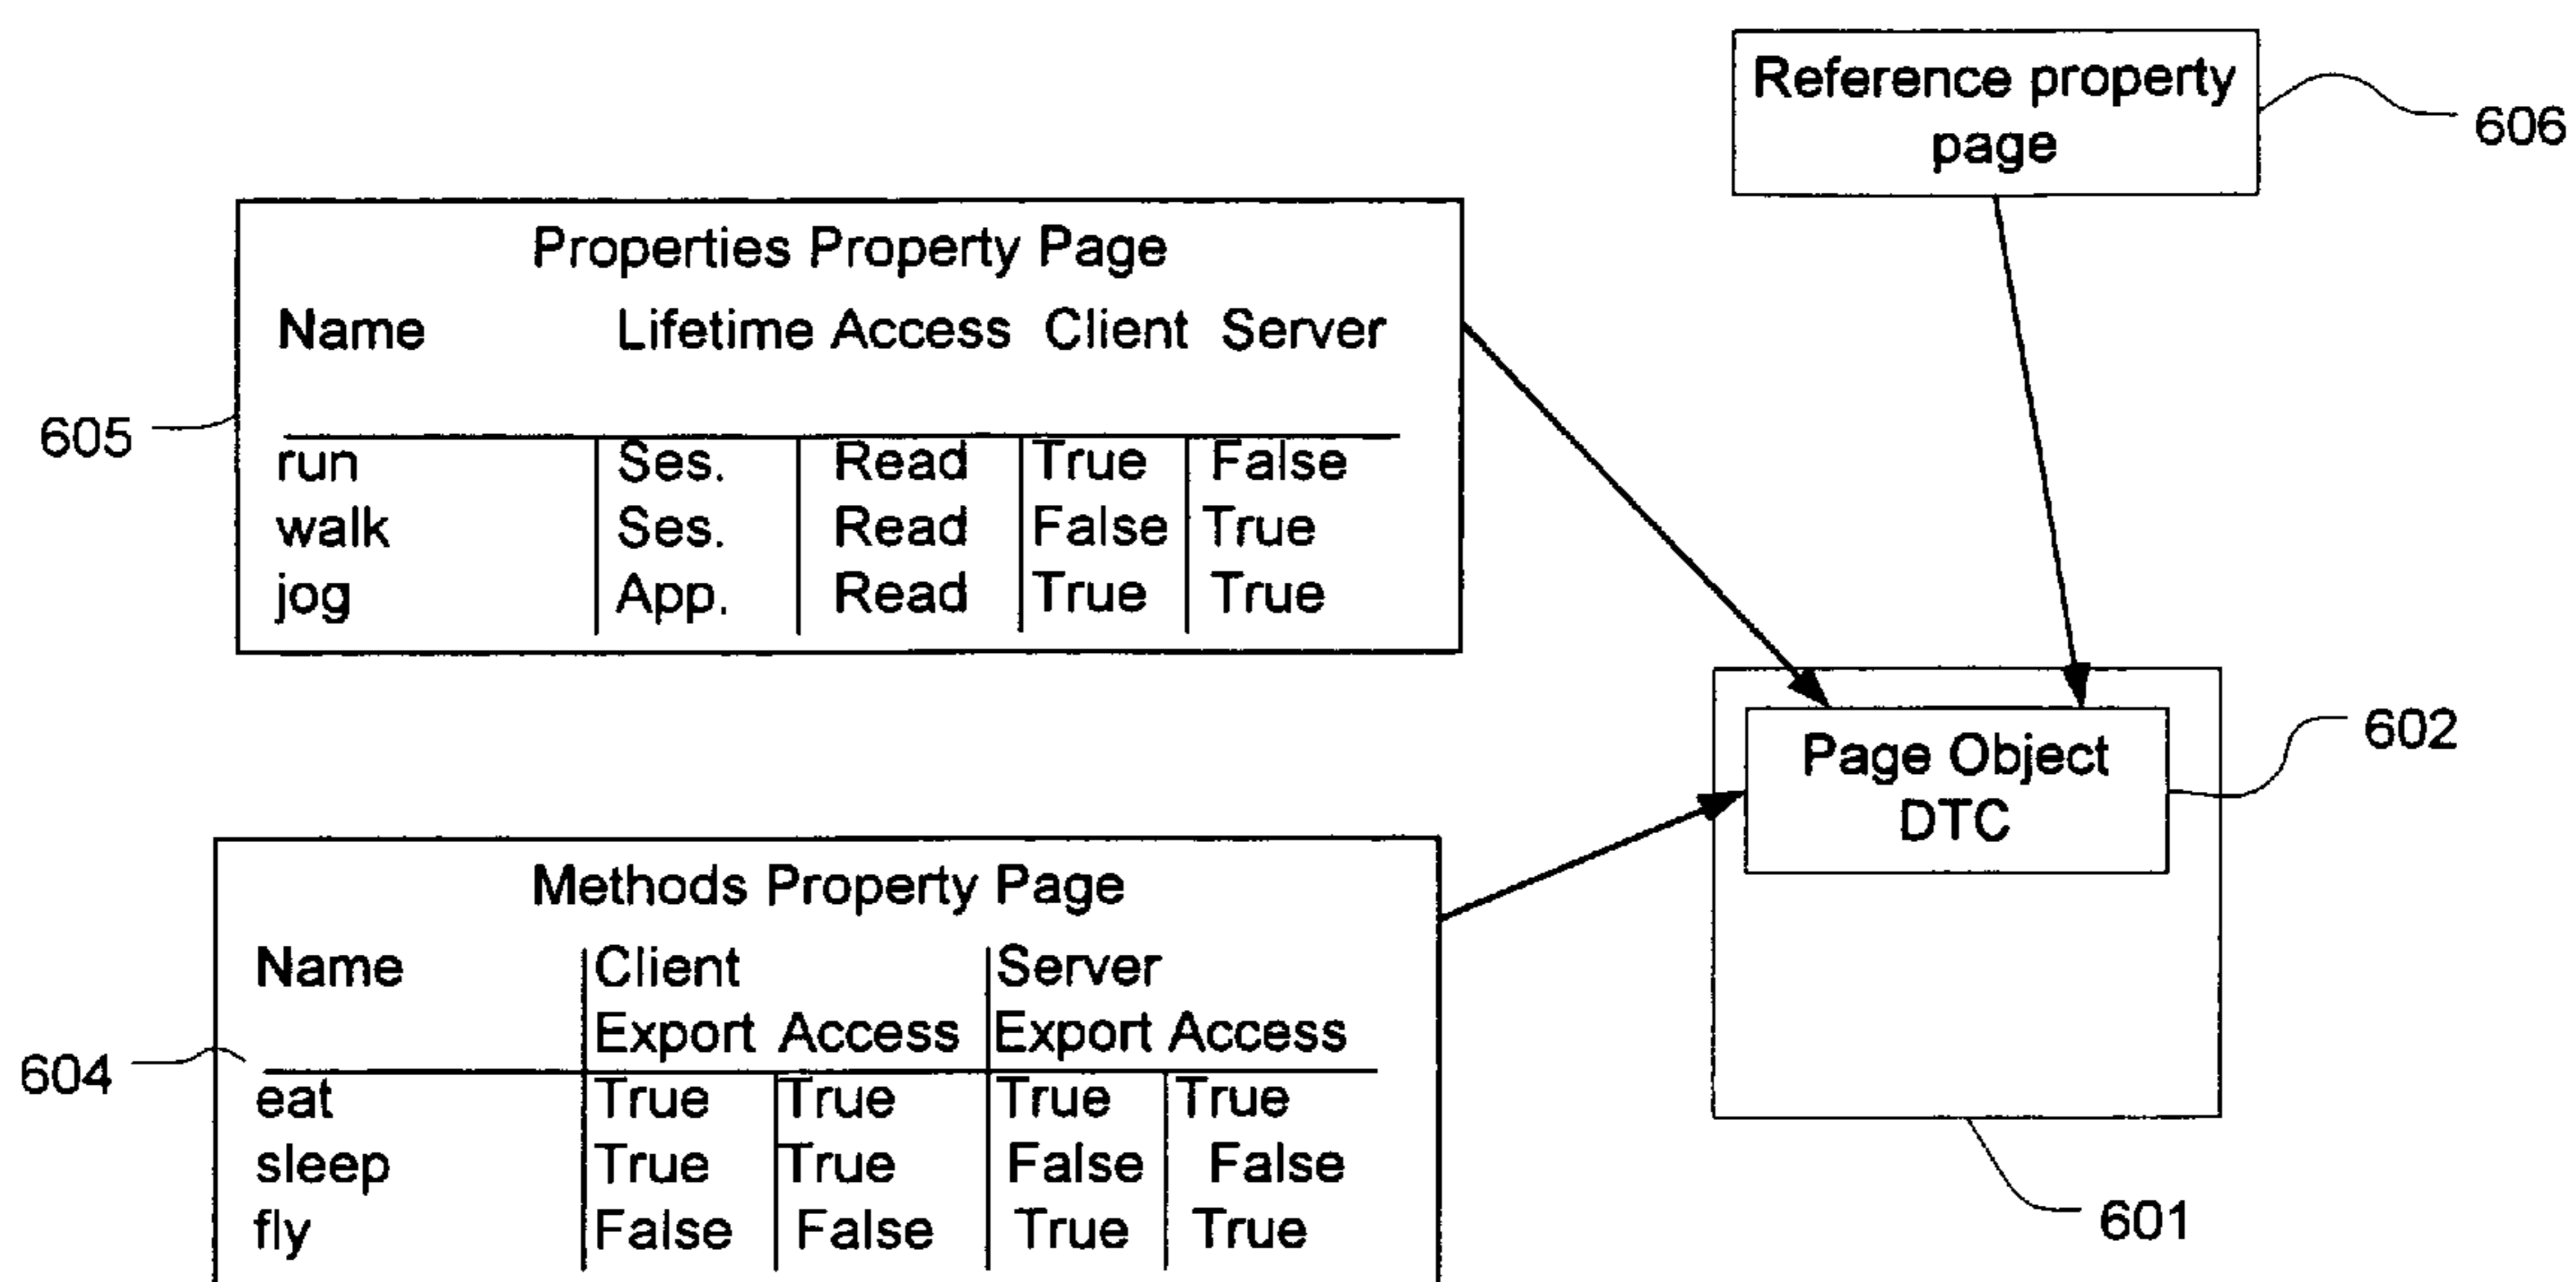 Reference property
page
606
Properties Property Page
Name Lifetime Access Client Server
605
run Ses. Read True False
walk Ses. Read False True
jog App. Read True True
Page Object
DTC
602
Methods Property Page
Name Client Server
Export Access Export Access
604
eat True True True True
sleep True True False False
fly False False True True
601